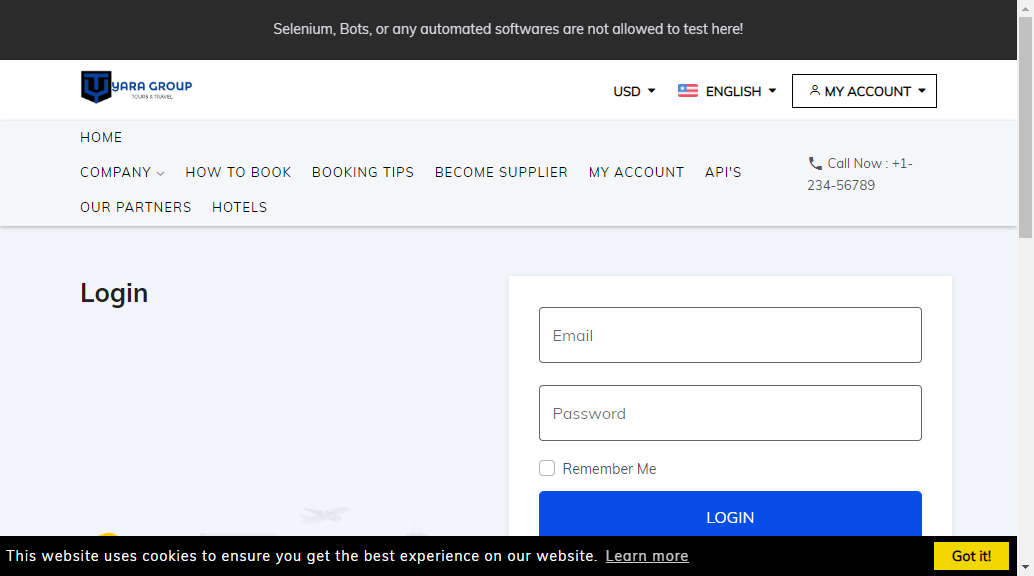 Selenium, Bots, or any automated softwares are not allowed to test here!
YARA GROUP
TOURS & TRAVEL
USD
ENGLISH
MY ACCOUNT
HOME
COMPANY
HOW TO BOOK
BOOKING TIPS
BECOME SUPPLIER
MY ACCOUNT
API'S
OUR PARTNERS
HOTELS
Call Now : +1-
234-56789
Login
Email
Password
Remember Me
LOGIN
This website uses cookies to ensure you get the best experience on our website. Learn more
Got it!